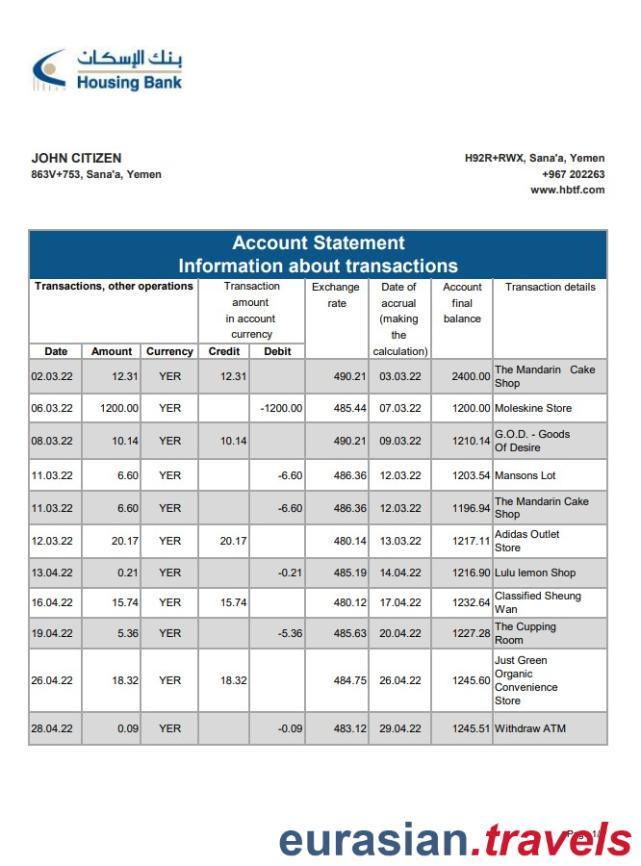 بنك الإسكان
Housing Bank
JOHN CITIZEN
863V+753, Sana'a, Yemen
H92R+RWX, Sana'a, Yemen
+967 202263
www.hbtf.com
Account Statement
Information about transactions
Transactions, other operations
Transaction
amount
in account
currency
Exchange
rate
Date of
accrual
(making
the
calculation)
Account
final
balance
Transaction details
Date Amount Currency Credit Debit
02.03.22 12.31 YER 12.31 490.21 03.03.22 2400.00 The Mandarin Cake
Shop
06.03.22 1200.00 YER -1200.00 485.44 07.03.22 1200.00 Moleskine Store
08.03.22 10.14 YER 10.14 490.21 09.03.22 1210.14 G.O.D. - Goods
Of Desire
11.03.22 6.60 YER -6.60 486.36 12.03.22 1203.54 Mansons Lot
11.03.22 6.60 YER -6.60 486.36 12.03.22 1196.94 The Mandarin Cake
Shop
12.03.22 20.17 YER 20.17 480.14 13.03.22 1217.11 Adidas Outlet
Store
13.04.22 0.21 YER -0.21 485.19 14.04.22 1216.90 Lulu lemon Shop
16.04.22 15.74 YER 15.74 480.12 17.04.22 1232.64 Classified Sheung
Wan
19.04.22 5.36 YER -5.36 485.63 20.04.22 1227.28 The Cupping
Room
26.04.22 18.32 YER 18.32 484.75 26.04.22 1245.60 Just Green
Organic
Convenience
Store
28.04.22 0.09 YER -0.09 483.12 29.04.22 1245.51 Withdraw ATM
eurasian.travels